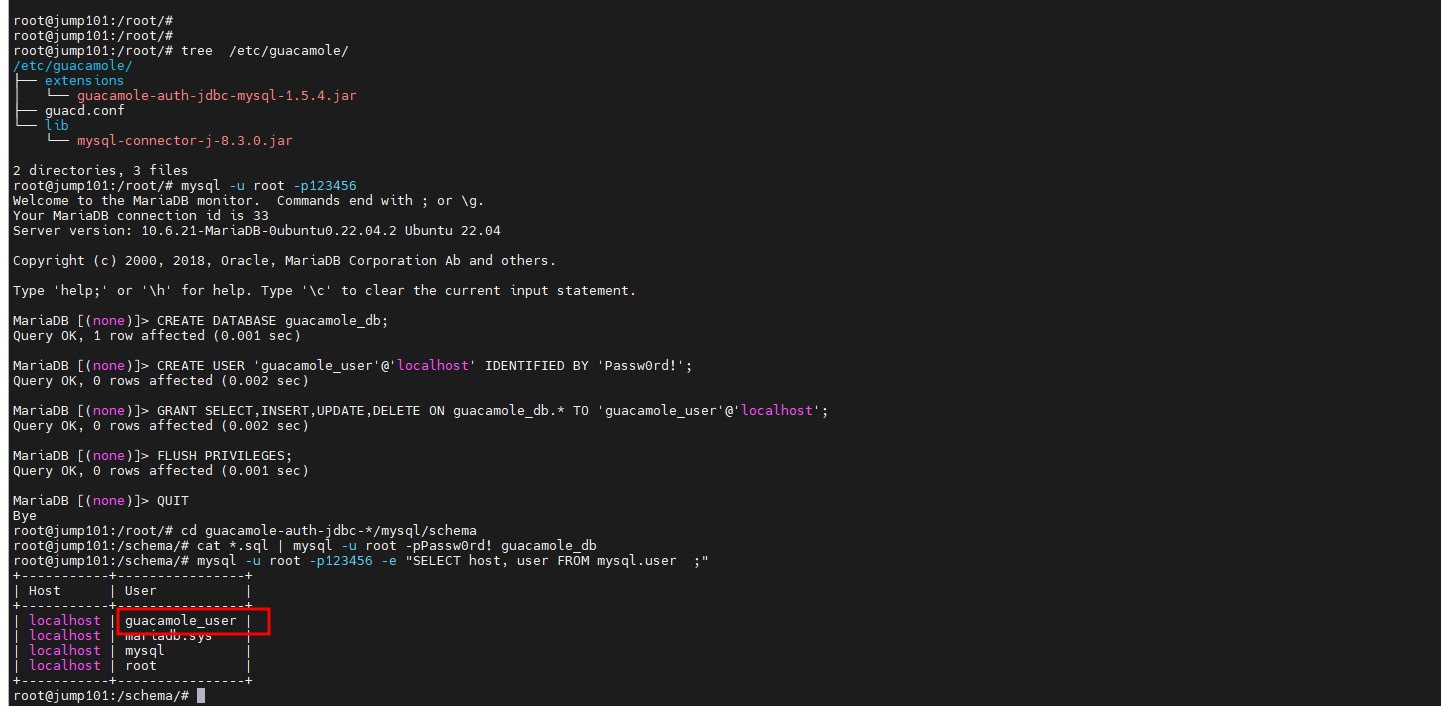 root@jump101:/root/#
root@jump101:/root/#
root@jump101:/root/# tree  /etc/guacamole/
/etc/guacamole/
├── extensions
│   └── guacamole-auth-jdbc-mysql-1.5.4.jar
├── guacd.conf
└── lib
    └── mysql-connector-j-8.3.0.jar
2 directories, 3 files
root@jump101:/root/# mysql -u root -p123456
Welcome to the MariaDB monitor.  Commands end with ; or \g.
Your MariaDB connection id is 33
Server version: 10.6.21-MariaDB-0ubuntu0.22.04.2 Ubuntu 22.04
Copyright (c) 2000, 2018, Oracle, MariaDB Corporation Ab and others.
Type 'help;' or '\h' for help. Type '\c' to clear the current input statement.
MariaDB [(none)]> CREATE DATABASE guacamole_db;
Query OK, 1 row affected (0.001 sec)
MariaDB [(none)]> CREATE USER 'guacamole_user'@'localhost' IDENTIFIED BY 'Passw0rd!';
Query OK, 0 rows affected (0.002 sec)
MariaDB [(none)]> GRANT SELECT,INSERT,UPDATE,DELETE ON guacamole_db.* TO 'guacamole_user'@'localhost';
Query OK, 0 rows affected (0.002 sec)
MariaDB [(none)]> FLUSH PRIVILEGES;
Query OK, 0 rows affected (0.001 sec)
MariaDB [(none)]> QUIT
Bye
root@jump101:/root/# cd guacamole-auth-jdbc-*/mysql/schema
root@jump101:/schema/# cat *.sql | mysql -u root -pPassw0rd! guacamole_db
root@jump101:/schema/# mysql -u root -p123456 -e "SELECT host, user FROM mysql.user  ;"
+-----------+----------------+
| Host      | User           |
+-----------+----------------+
| localhost | guacamole_user |
| localhost | mariadb.sys    |
| localhost | mysql          |
| localhost | root           |
+-----------+----------------+
root@jump101:/schema/#